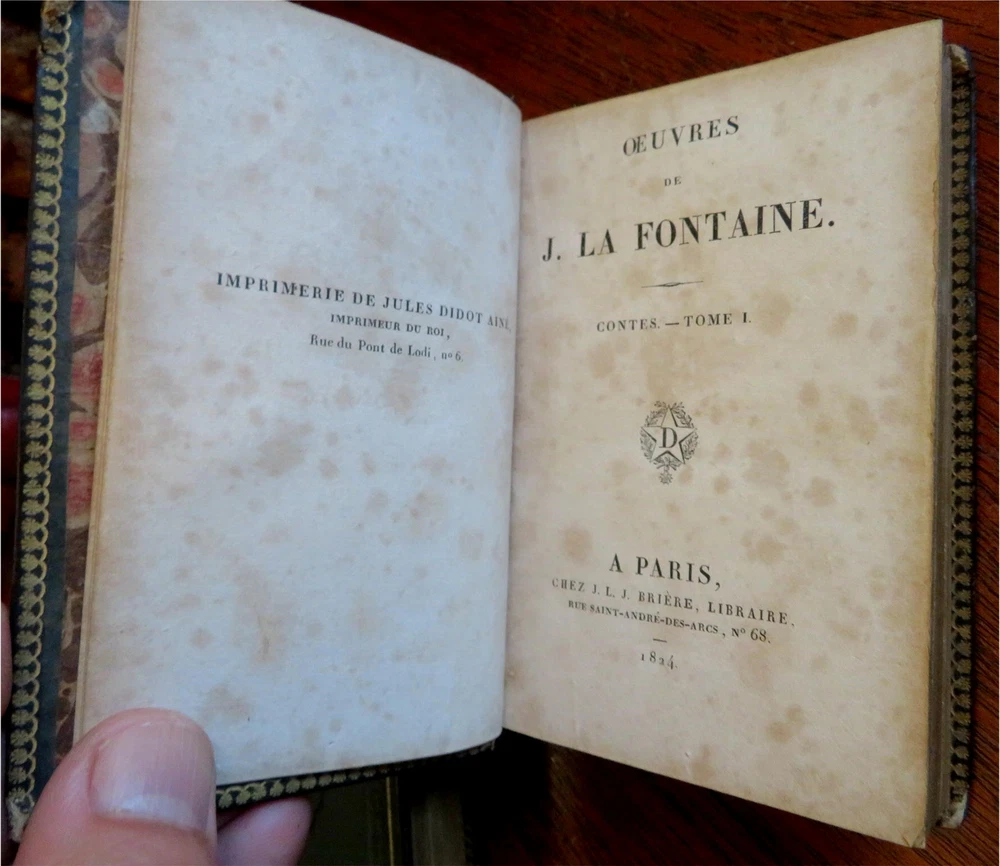 IMPRIMERIE DE JULES DIDOT AINÉ,
IMPRIMEUR DU ROI,
Rue du Pont de Lodi, nº 6.
ŒUVRES
DE
J. LA FONTAINE.
CONTES. — TOME I.
D
A PARIS,
CHEZ J. L. J. BRIÈRE, LIBRAIRE,
RUE SAINT-ANDRÉ-DES-ARCS, Nº 68.
1824.